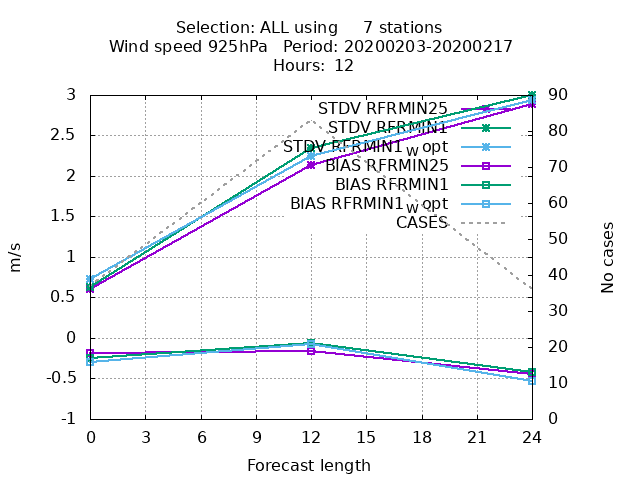 Selection: ALL using     7 stations
Wind speed 925hPa   Period: 20200203-20200217
Hours: 12
3
2.5
2
1.5
1
0.5
0
-0.5
-1
m/s
STDV RFRMIN25
STDV RFRMIN1
STDV RFRMIN1w opt
BIAS RFRMIN25
BIAS RFRMIN1
BIAS RFRMIN1w opt
CASES
90
80
70
60
50
40
30
20
10
0
No cases
0 3 6 9 12 15 18 21 24
Forecast length